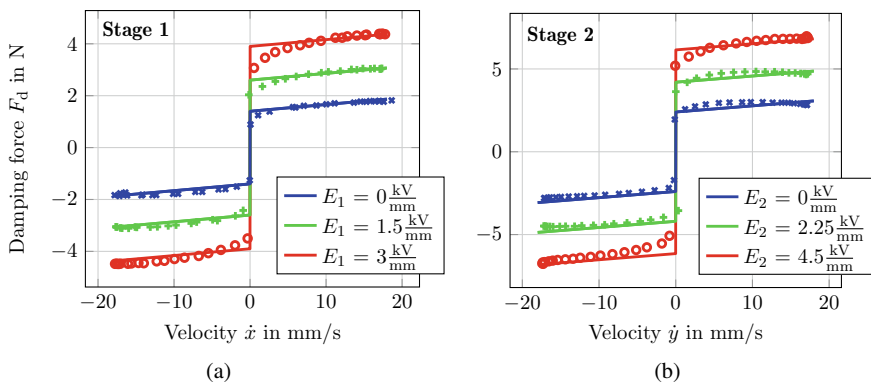 Stage 1
Damping force F_d in N
4
2
0
−2
−4
E_1 = 0 kV/mm
E_1 = 1.5 kV/mm
E_1 = 3 kV/mm
−20 −10 0 10 20
Velocity ẋ in mm/s
(a)
Stage 2
5
0
−5
E_2 = 0 kV/mm
E_2 = 2.25 kV/mm
E_2 = 4.5 kV/mm
−20 −10 0 10 20
Velocity ẏ in mm/s
(b)